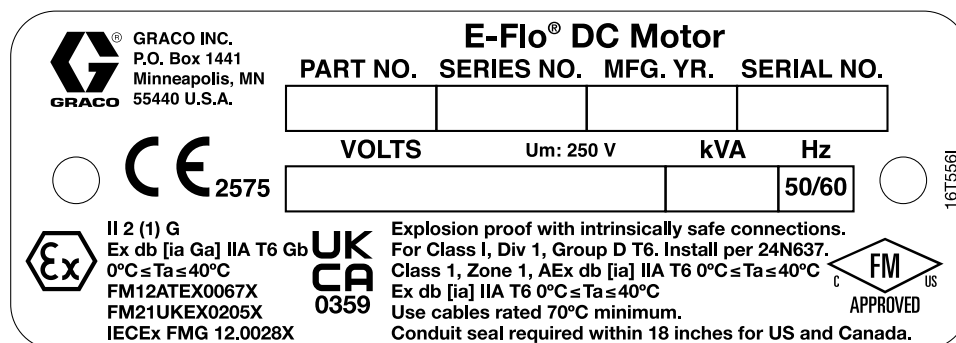 GRACO INC.
P.O. Box 1441
Minneapolis, MN
55440 U.S.A.
®
GRACO
E-Flo® DC Motor
PART NO. SERIES NO. MFG. YR. SERIAL NO.
VOLTS Um: 250 V kVA Hz
50/60
CE 2575
16T556I
Ex
II 2 (1) G
Ex db [ia Ga] IIA T6 Gb
0ºC≤Ta≤40ºC
FM12ATEX0067X
FM21UKEX0205X
IECEx FMG 12.0028X
UK
CA
0359
Explosion proof with intrinsically safe connections.
For Class I, Div 1, Group D T6. Install per 24N637.
Class 1, Zone 1, AEx db [ia] IIA T6 0ºC≤Ta≤40ºC
Ex db [ia] IIA T6 0ºC≤Ta≤40ºC
Use cables rated 70ºC minimum.
Conduit seal required within 18 inches for US and Canada.
FM
C US
APPROVED